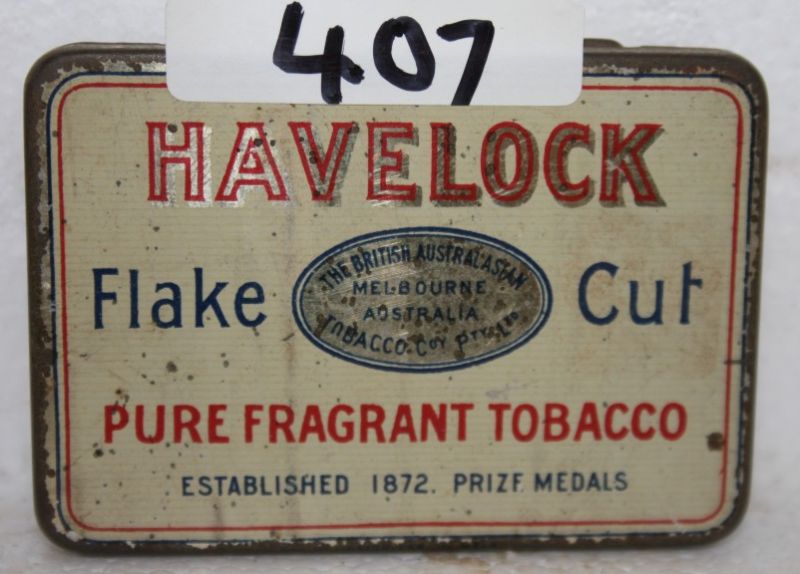 407
HAVELOCK
Flake Cut
THE BRITISH AUSTRALASIAN
MELBOURNE
AUSTRALIA
TOBACCO COY PTY LTD
PURE FRAGRANT TOBACCO
ESTABLISHED 1872. PRIZE MEDALS